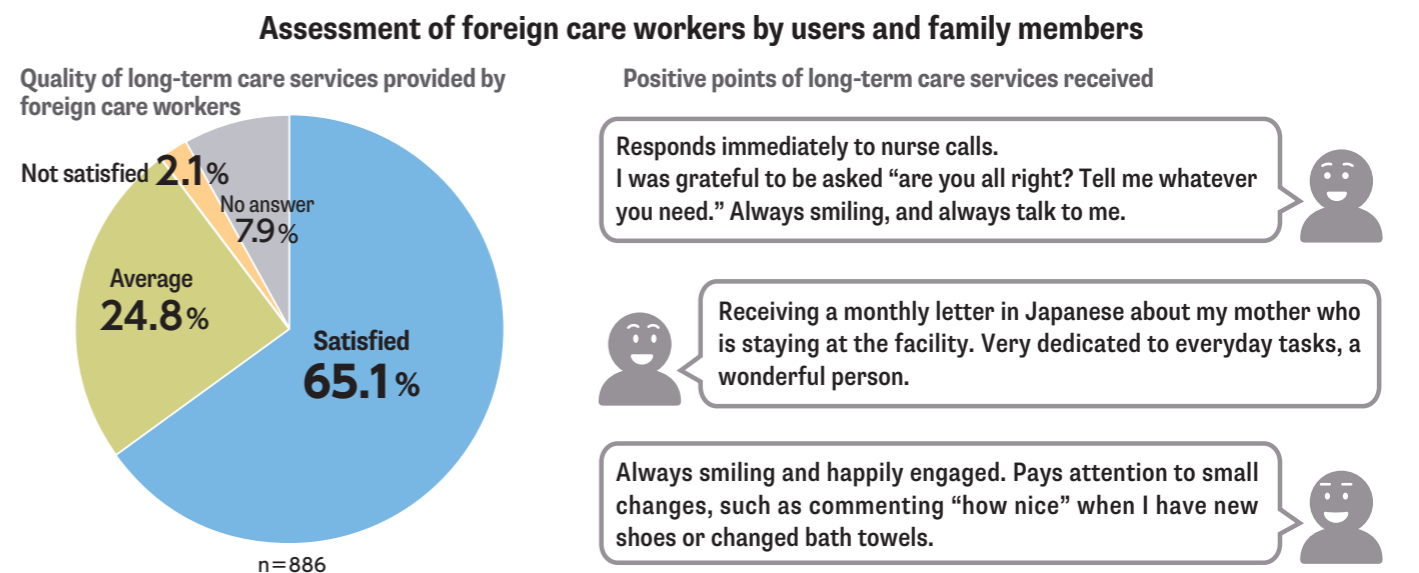 Assessment of foreign care workers by users and family members
Quality of long-term care services provided by
foreign care workers
Not satisfied 2.1%
No answer
7.9%
Average
24.8%
Satisfied
65.1%
n=886
Positive points of long-term care services received
Responds immediately to nurse calls.
I was grateful to be asked “are you all right? Tell me whatever
you need.” Always smiling, and always talk to me.
Receiving a monthly letter in Japanese about my mother who
is staying at the facility. Very dedicated to everyday tasks, a
wonderful person.
Always smiling and happily engaged. Pays attention to small
changes, such as commenting “how nice” when I have new
shoes or changed bath towels.